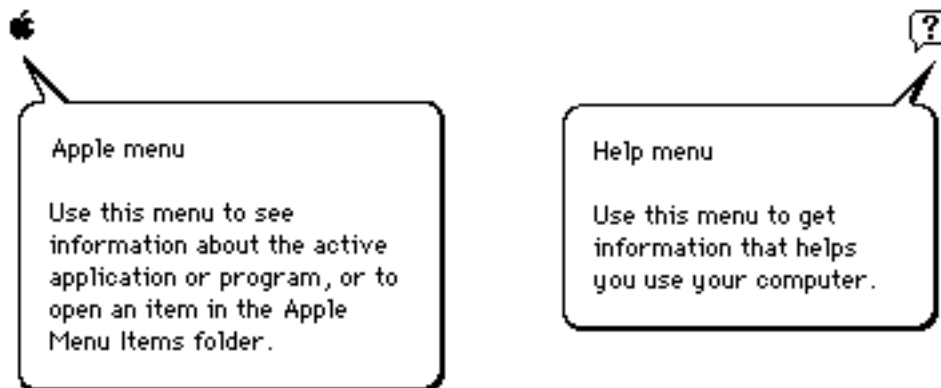 ?
Apple menu
Use this menu to see
information about the active
application or program, or to
open an item in the Apple
Menu Items folder.
Help menu
Use this menu to get
information that helps
you use your computer.